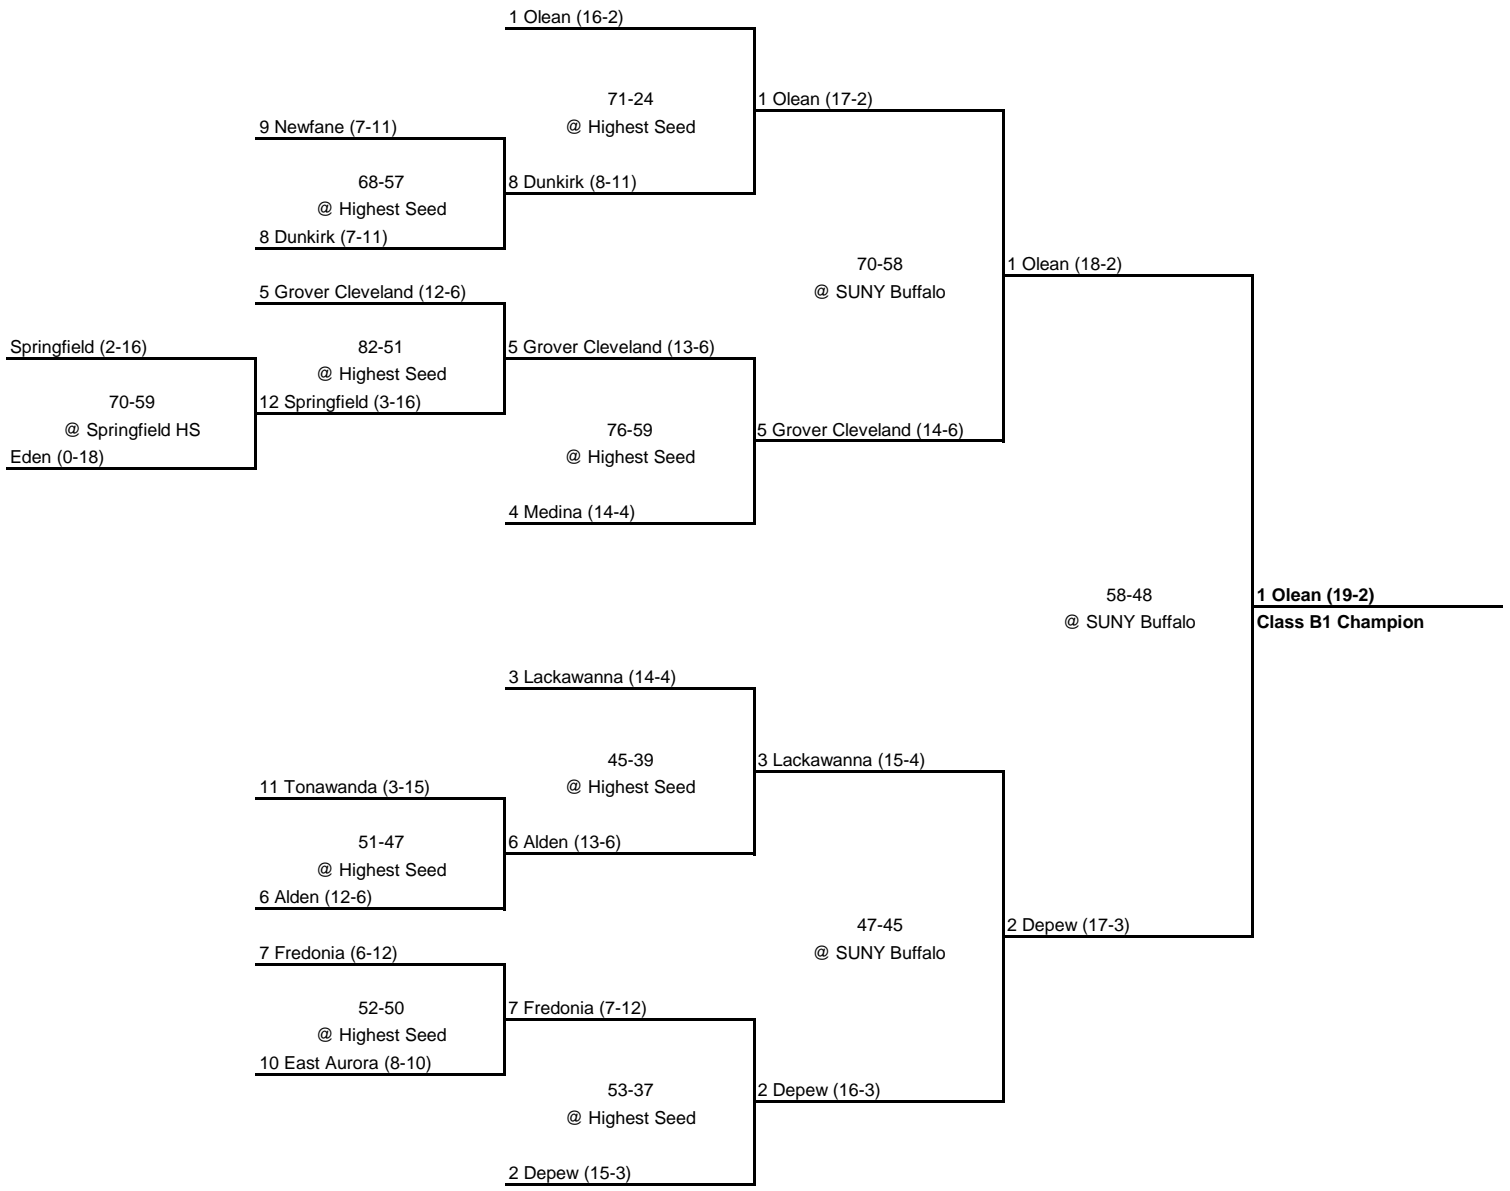 1 Olean (16-2)
71-24
@ Highest Seed
1 Olean (17-2)
9 Newfane (7-11)
68-57
@ Highest Seed
8 Dunkirk (8-11)
8 Dunkirk (7-11)
70-58
@ SUNY Buffalo
1 Olean (18-2)
5 Grover Cleveland (12-6)
Springfield (2-16)
82-51
@ Highest Seed
5 Grover Cleveland (13-6)
70-59
@ Springfield HS
12 Springfield (3-16)
76-59
@ Highest Seed
5 Grover Cleveland (14-6)
Eden (0-18)
4 Medina (14-4)
58-48
@ SUNY Buffalo
1 Olean (19-2)
Class B1 Champion
3 Lackawanna (14-4)
45-39
@ Highest Seed
3 Lackawanna (15-4)
11 Tonawanda (3-15)
51-47
@ Highest Seed
6 Alden (13-6)
6 Alden (12-6)
47-45
@ SUNY Buffalo
2 Depew (17-3)
7 Fredonia (6-12)
52-50
@ Highest Seed
7 Fredonia (7-12)
10 East Aurora (8-10)
53-37
@ Highest Seed
2 Depew (16-3)
2 Depew (15-3)